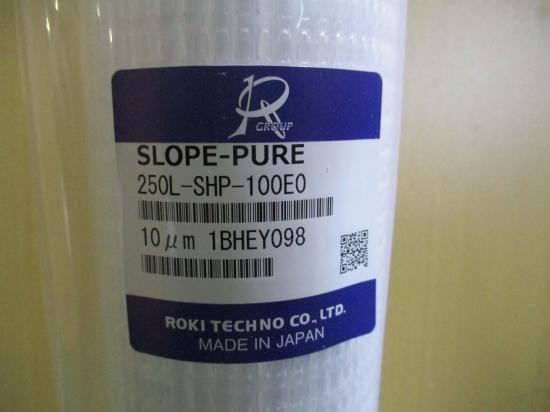 R
GROUP
SLOPE-PURE
250L-SHP-100E0
10μm 1BHEY098
ROKI TECHNO CO., LTD.
MADE IN JAPAN